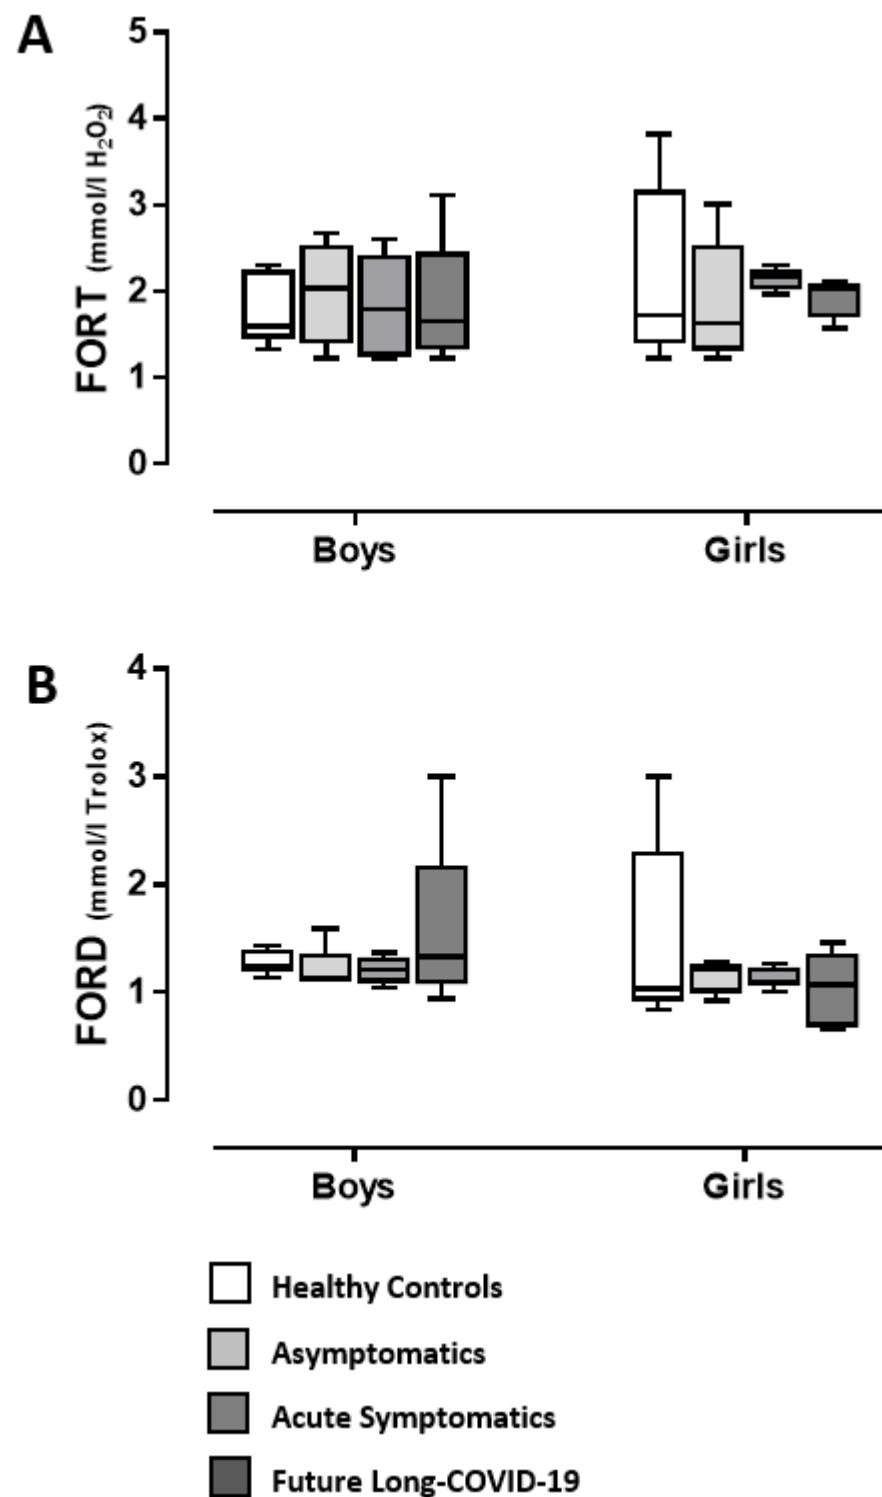 A
FORT (mmol/l H₂O₂)
5
4
3
2
1
0
Boys Girls
B
FORD (mmol/l Trolox)
4
3
2
1
0
Boys Girls
Healthy Controls
Asymptomatics
Acute Symptomatics
Future Long-COVID-19